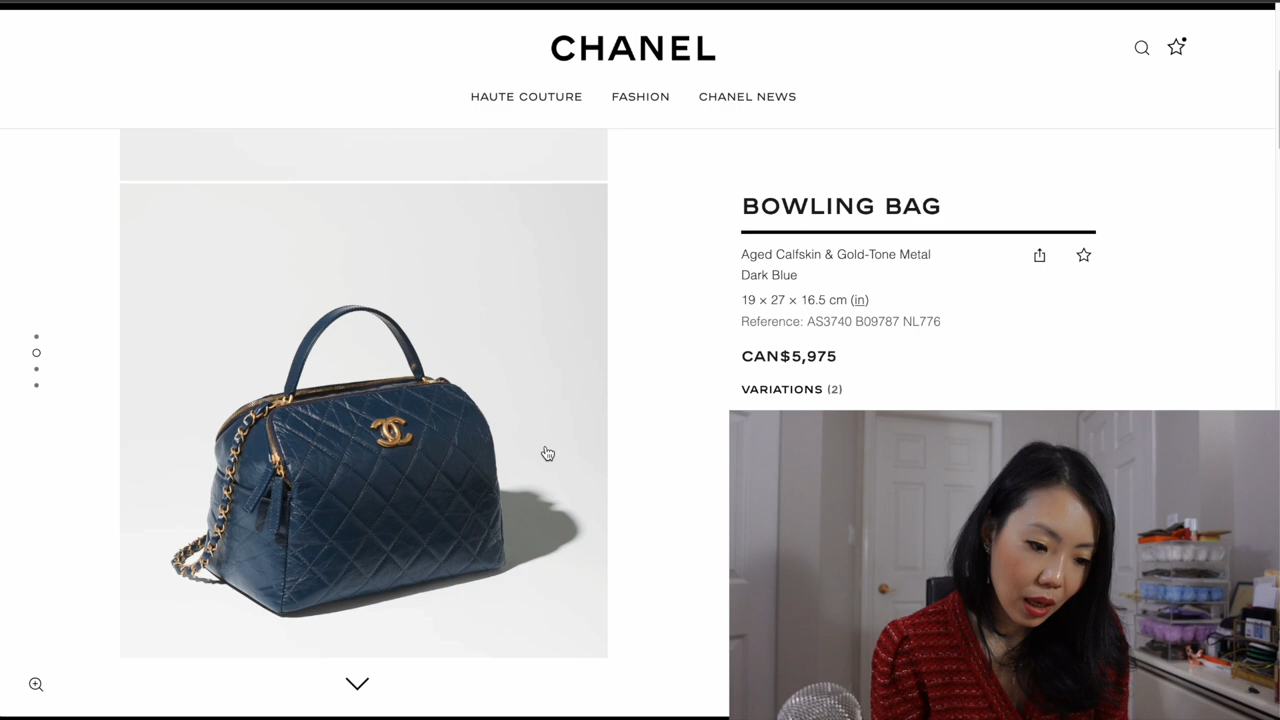 CHANEL
HAUTE COUTURE FASHION CHANEL NEWS
BOWLING BAG
Aged Calfskin & Gold-Tone Metal
Dark Blue
19 × 27 × 16.5 cm (in)
Reference: AS3740 B09787 NL776
CAN$5,975
VARIATIONS (2)